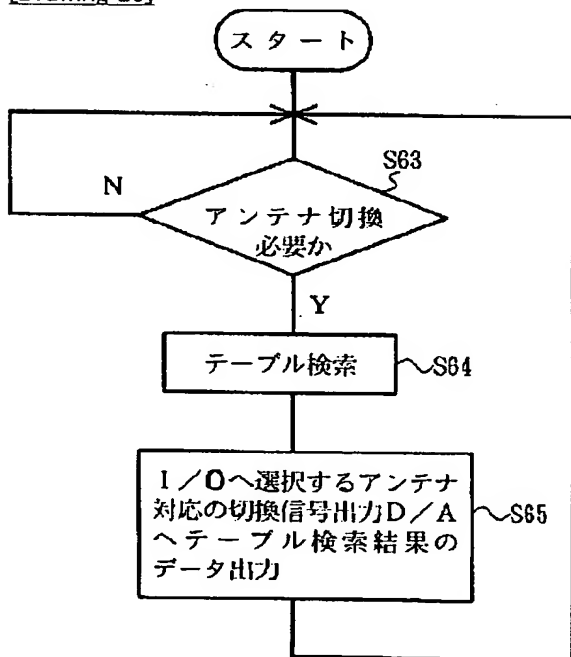 スタート
S63
N
アンテナ切換
必要か
Y
テーブル検索
S64
I/Oへ選択するアンテナ
対応の切換信号出力D/A
へテーブル検索結果の
データ出力
S65